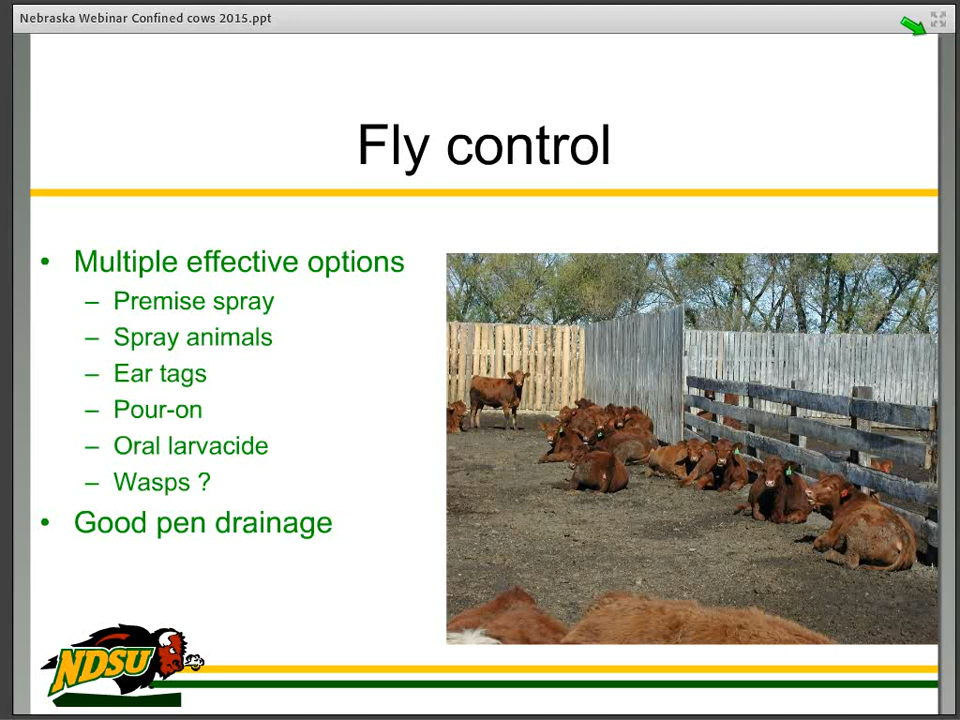 Nebraska Webinar Confined cows 2015.ppt
Fly control
• Multiple effective options
– Premise spray
– Spray animals
– Ear tags
– Pour-on
– Oral larvacide
– Wasps ?
• Good pen drainage
NDSU